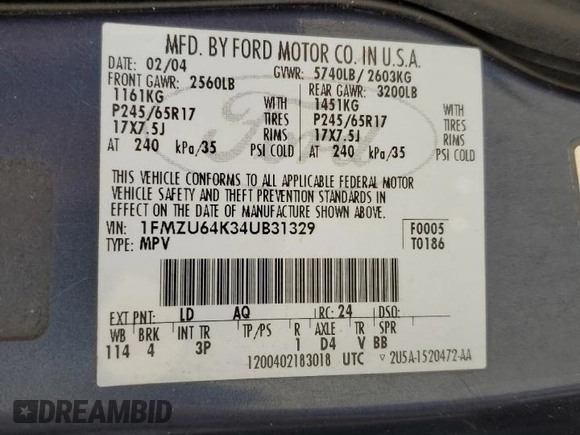 MFD. BY FORD MOTOR CO. IN U.S.A.
DATE: 02/04 GVWR: 5740LB/ 2603KG
FRONT GAWR: 2560LB REAR GAWR: 3200LB
1161KG WITH 1451KG WITH
P245/65R17 TIRES P245/65R17 TIRES
17X7.5J RIMS 17X7.5J RIMS
AT 240 kPa/35 PSI COLD AT 240 kPa/35 PSI COLD
Ford
THIS VEHICLE CONFORMS TO ALL APPLICABLE FEDERAL MOTOR
VEHICLE SAFETY AND THEFT PREVENTION STANDARDS IN
EFFECT ON THE DATE OF MANUFACTURE SHOWN ABOVE.
VIN: 1FMZU64K34UB31329 F0005
TYPE: MPV T0186
EXT PNT: LD AQ RC: 24 DSO:
WB BRK INT TR TP/PS R AXLE TR SPR
114 4 3P 1 D4 V BB
1200402183018 UTC ▽ 2U5A-1520472-AA
DREAMBID